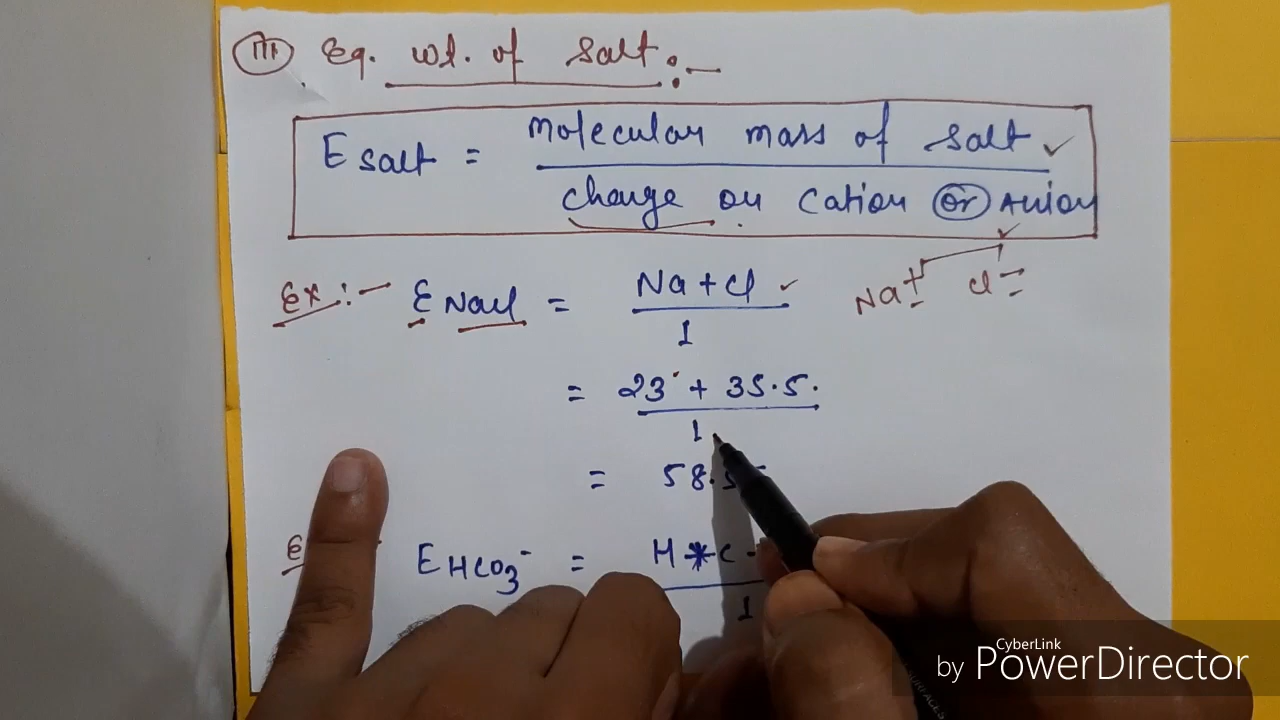 III Eq. wt. of Salt :-
E salt = Molecular mass of salt ✓
charge on Cation or Anion
Ex :- E NaCl = Na + Cl ✓ Na+ Cl-
1
= 23 + 35.5.
1
= 58.5
E HCO3- = H * C -
1
CyberLink
by PowerDirector